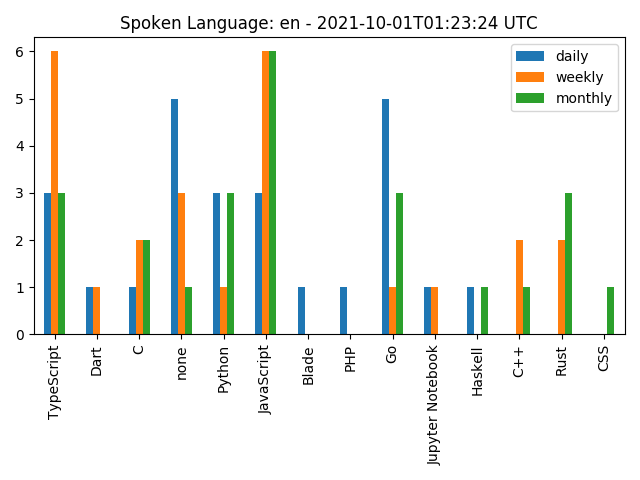 Spoken Language: en - 2021-10-01T01:23:24 UTC
daily
weekly
monthly
6
5
4
3
2
1
0
TypeScript
Dart
C
none
Python
JavaScript
Blade
PHP
Go
Jupyter Notebook
Haskell
C++
Rust
CSS